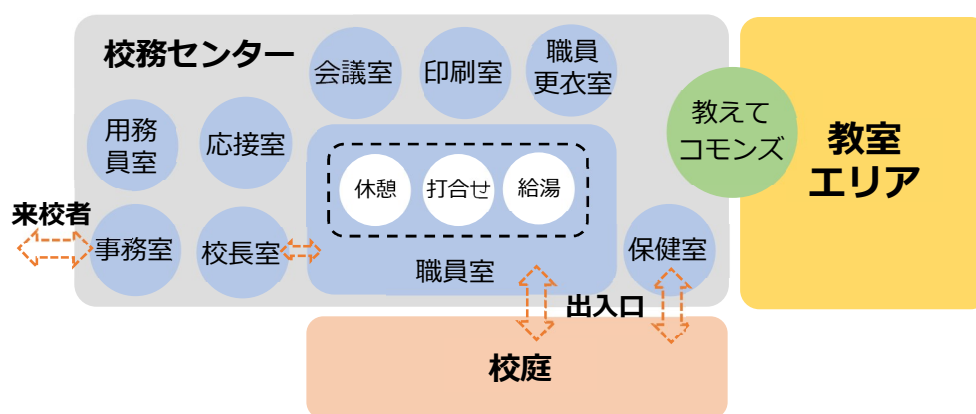 校務センター
会議室
印刷室
職員
更衣室
用務
員室
応接室
教えて
コモンズ
教室
エリア
休憩
打合せ
給湯
来校者
事務室
校長室
職員室
保健室
出入口
校庭